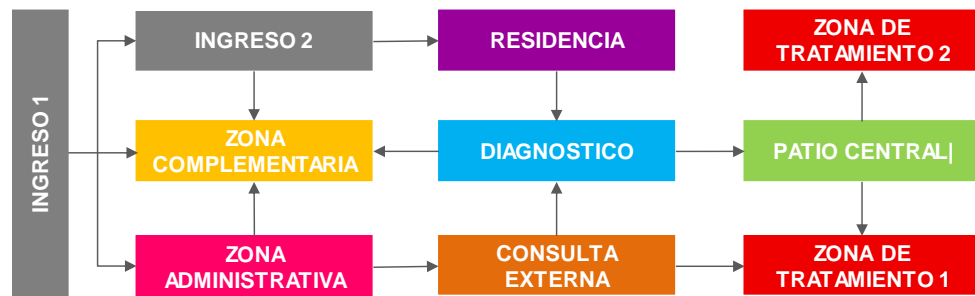 INGRESO 1
INGRESO 2
RESIDENCIA
ZONA DE
TRATAMIENTO 2
ZONA
COMPLEMENTARIA
DIAGNOSTICO
PATIO CENTRAL|
ZONA
ADMINISTRATIVA
CONSULTA
EXTERNA
ZONA DE
TRATAMIENTO 1